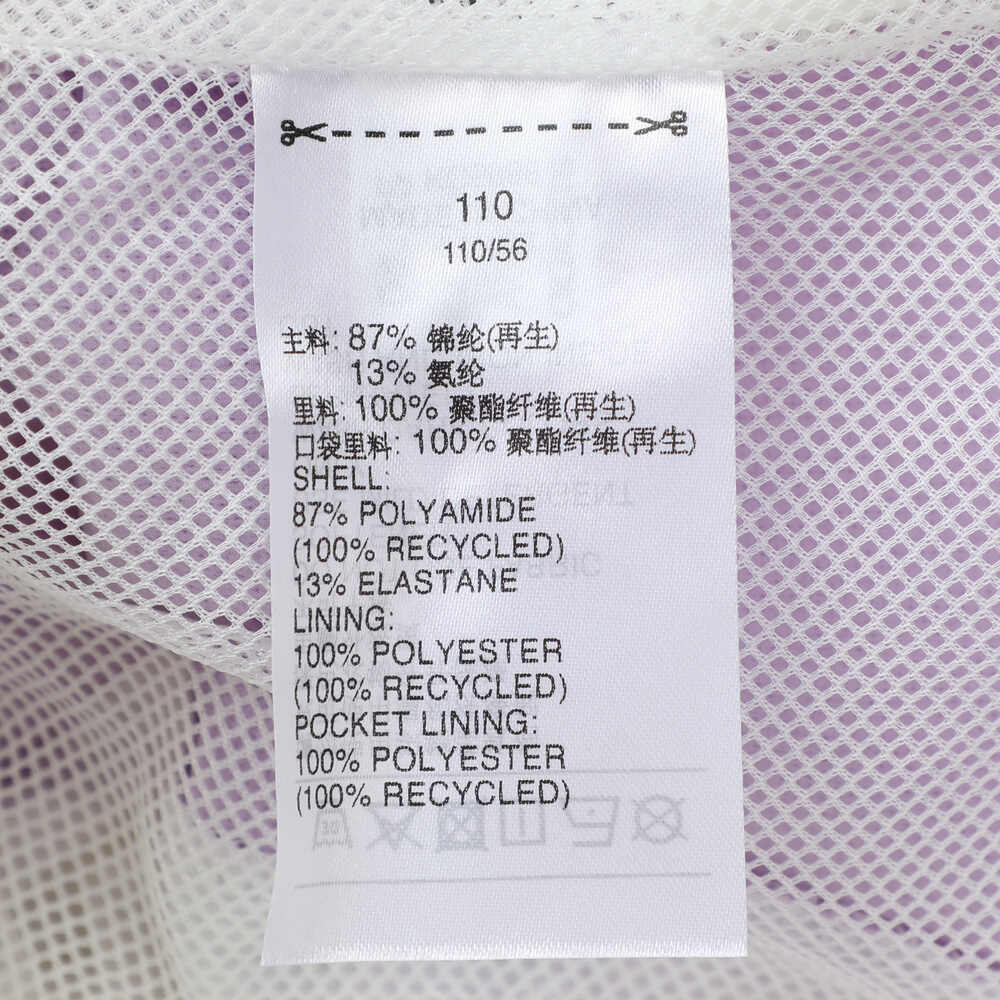 110
110/56
主料: 87% 锦纶(再生)
13% 氨纶
里料: 100% 聚酯纤维(再生)
口袋里料: 100% 聚酯纤维(再生)
SHELL:
87% POLYAMIDE
(100% RECYCLED)
13% ELASTANE
LINING:
100% POLYESTER
(100% RECYCLED)
POCKET LINING:
100% POLYESTER
(100% RECYCLED)